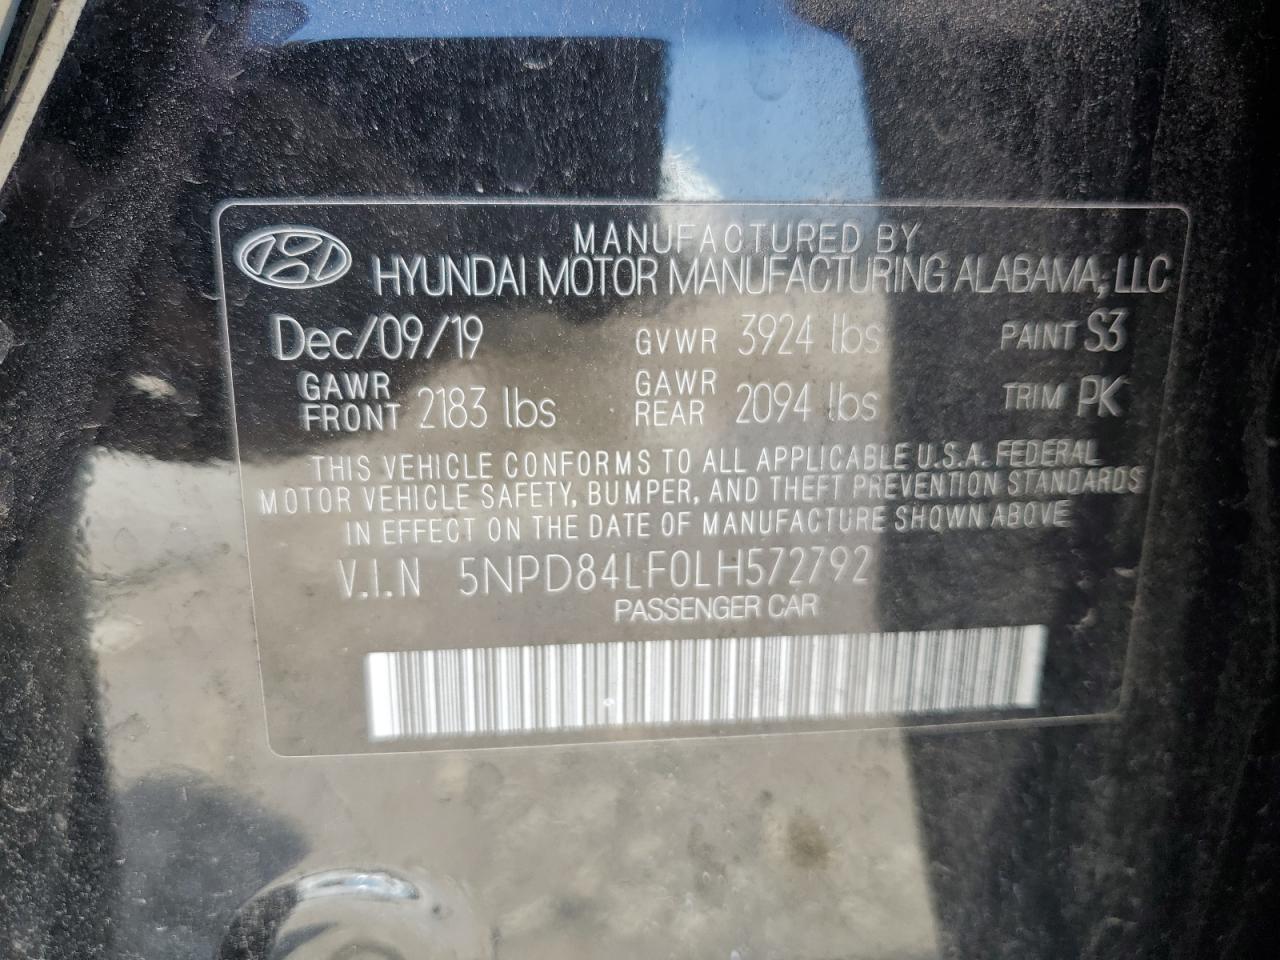 MANUFACTURED BY
HYUNDAI MOTOR MANUFACTURING ALABAMA, LLC
Dec/09/19 GVWR 3924 lbs PAINT S3
GAWR FRONT 2183 lbs GAWR REAR 2094 lbs TRIM PK
THIS VEHICLE CONFORMS TO ALL APPLICABLE U.S.A. FEDERAL
MOTOR VEHICLE SAFETY, BUMPER, AND THEFT PREVENTION STANDARDS
IN EFFECT ON THE DATE OF MANUFACTURE SHOWN ABOVE
V.I.N 5NPD84LF0LH572792
PASSENGER CAR